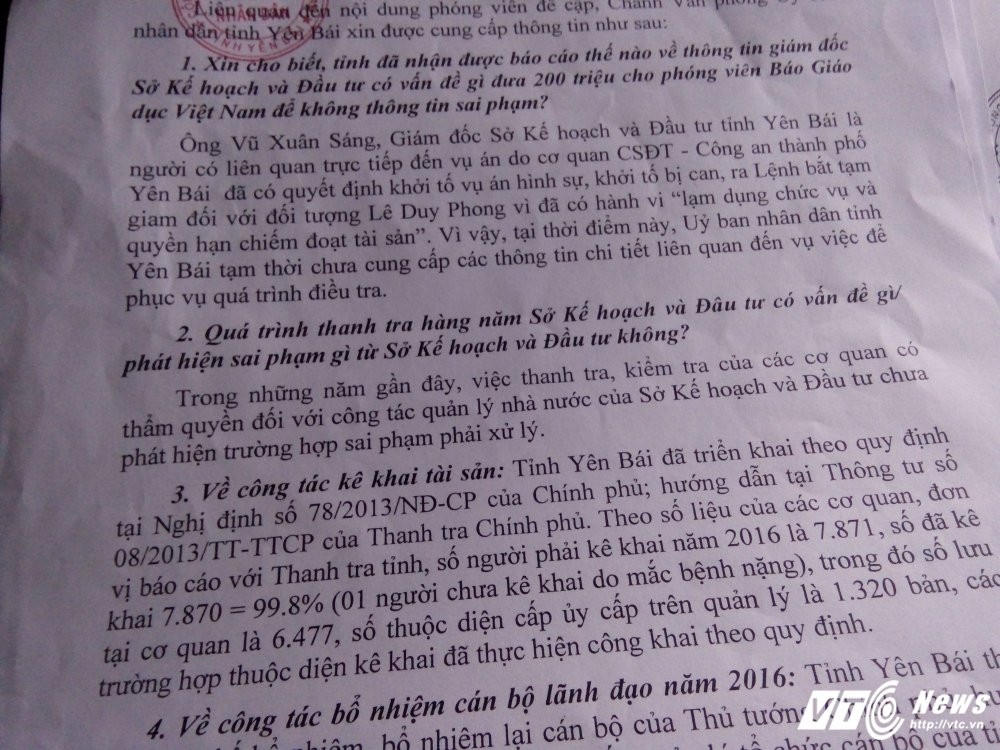 Liên quan đến nội dung phóng viên đề cập, Chánh Văn phòng
nhân dân tỉnh Yên Bái xin được cung cấp thông tin như sau:
1. Xin cho biết, tỉnh đã nhận được báo cáo thế nào về thông tin giám đốc
Sở Kế hoạch và Đầu tư có vấn đề gì đưa 200 triệu cho phóng viên Báo Giáo
dục Việt Nam để không thông tin sai phạm?
Ông Vũ Xuân Sáng, Giám đốc Sở Kế hoạch và Đầu tư tỉnh Yên Bái là
người có liên quan trực tiếp đến vụ án do cơ quan CSĐT - Công an thành phố
Yên Bái đã có quyết định khởi tố vụ án hình sự, khởi tố bị can, ra Lệnh bắt tạm
giam đối với đối tượng Lê Duy Phong vì đã có hành vi “lạm dụng chức vụ và
quyền hạn chiếm đoạt tài sản”. Vì vậy, tại thời điểm này, Uỷ ban nhân dân tỉnh
Yên Bái tạm thời chưa cung cấp các thông tin chi tiết liên quan đến vụ việc để
phục vụ quá trình điều tra.
2. Quá trình thanh tra hàng năm Sở Kế hoạch và Đâu tư có vấn đề gì/
phát hiện sai phạm gì từ Sở Kế hoạch và Đầu tư không?
Trong những năm gần đây, việc thanh tra, kiểm tra của các cơ quan có
thẩm quyền đối với công tác quản lý nhà nước của Sở Kế hoạch và Đầu tư chưa
phát hiện trường hợp sai phạm phải xử lý.
3. Về công tác kê khai tài sản: Tỉnh Yên Bái đã triển khai theo quy định
tại Nghị định số 78/2013/NĐ-CP của Chính phủ; hướng dẫn tại Thông tư số
08/2013/TT-TTCP của Thanh tra Chính phủ. Theo số liệu của các cơ quan, đơn
vị báo cáo với Thanh tra tỉnh, số người phải kê khai năm 2016 là 7.871, số đã kê
khai 7.870 = 99.8% (01 người chưa kê khai do mắc bệnh nặng), trong đó số lưu
tại cơ quan là 6.477, số thuộc diện cấp ủy cấp trên quản lý là 1.320 bản, các
trường hợp thuộc diện kê khai đã thực hiện công khai theo quy định.
4. Về công tác bổ nhiệm cán bộ lãnh đạo năm 2016: Tỉnh Yên Bái
bổ nhiệm lại cán bộ của Thủ tướng
VTC News
http://vtc.vn